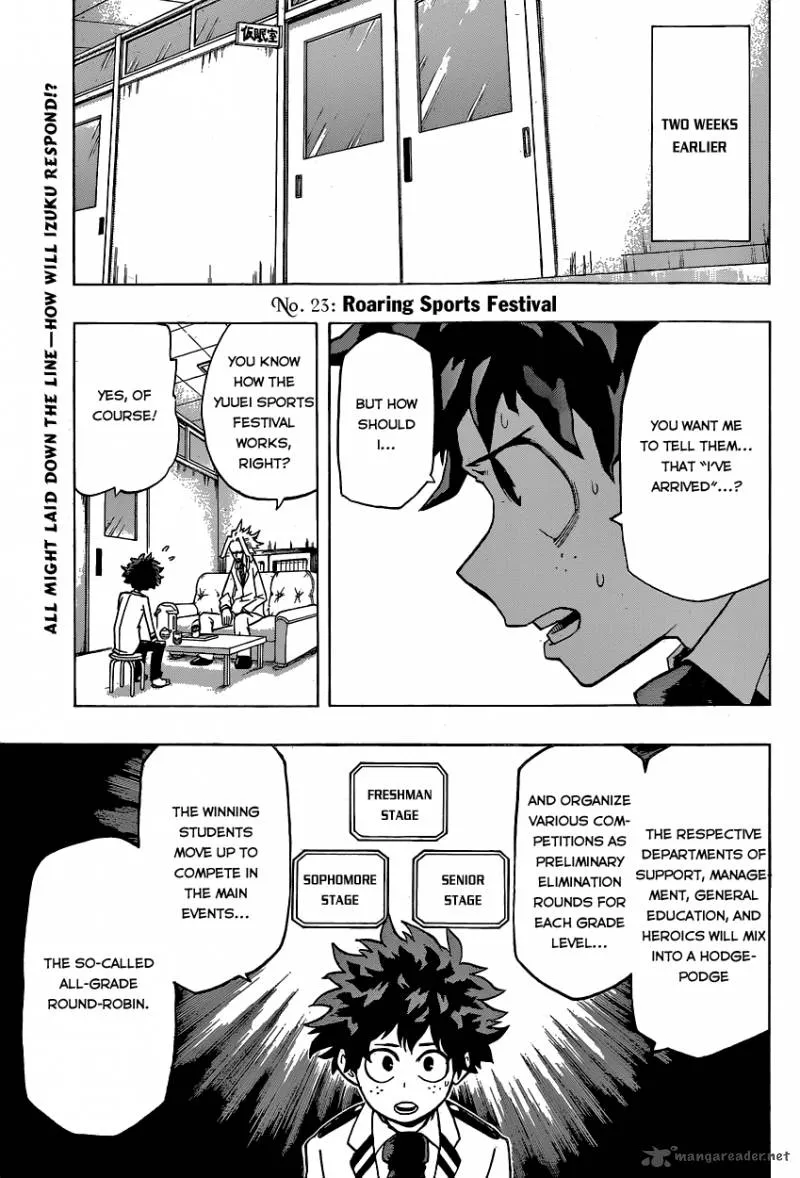 ALL MIGHT LAID DOWN THE LINE—HOW WILL IZUKU RESPOND!?
仮眠室
TWO WEEKS
EARLIER
No. 23: Roaring Sports Festival
YOU WANT ME
TO TELL THEM...
THAT "I'VE
ARRIVED"...?
BUT HOW
SHOULD
I...
YOU KNOW
HOW THE
YUUEI SPORTS
FESTIVAL
WORKS,
RIGHT?
YES, OF
COURSE!
THE RESPECTIVE
DEPARTMENTS OF
SUPPORT, MANAGE
MENT, GENERAL
EDUCATION, AND
HEROICS WILL MIX
INTO A HODGE-
PODGE
AND ORGANIZE
VARIOUS COM-
PETITIONS AS
PRELIMINARY
ELIMINATION
ROUNDS FOR
EACH GRADE
LEVEL...
FRESHMAN
STAGE
SOPHOMORE
STAGE
SENIOR
STAGE
THE WINNING
STUDENTS
MOVE UP TO
COMPETE IN
THE MAIN
EVENTS...
THE SO-CALLED
ALL-GRADE
ROUND-ROBIN.
mangareader.net